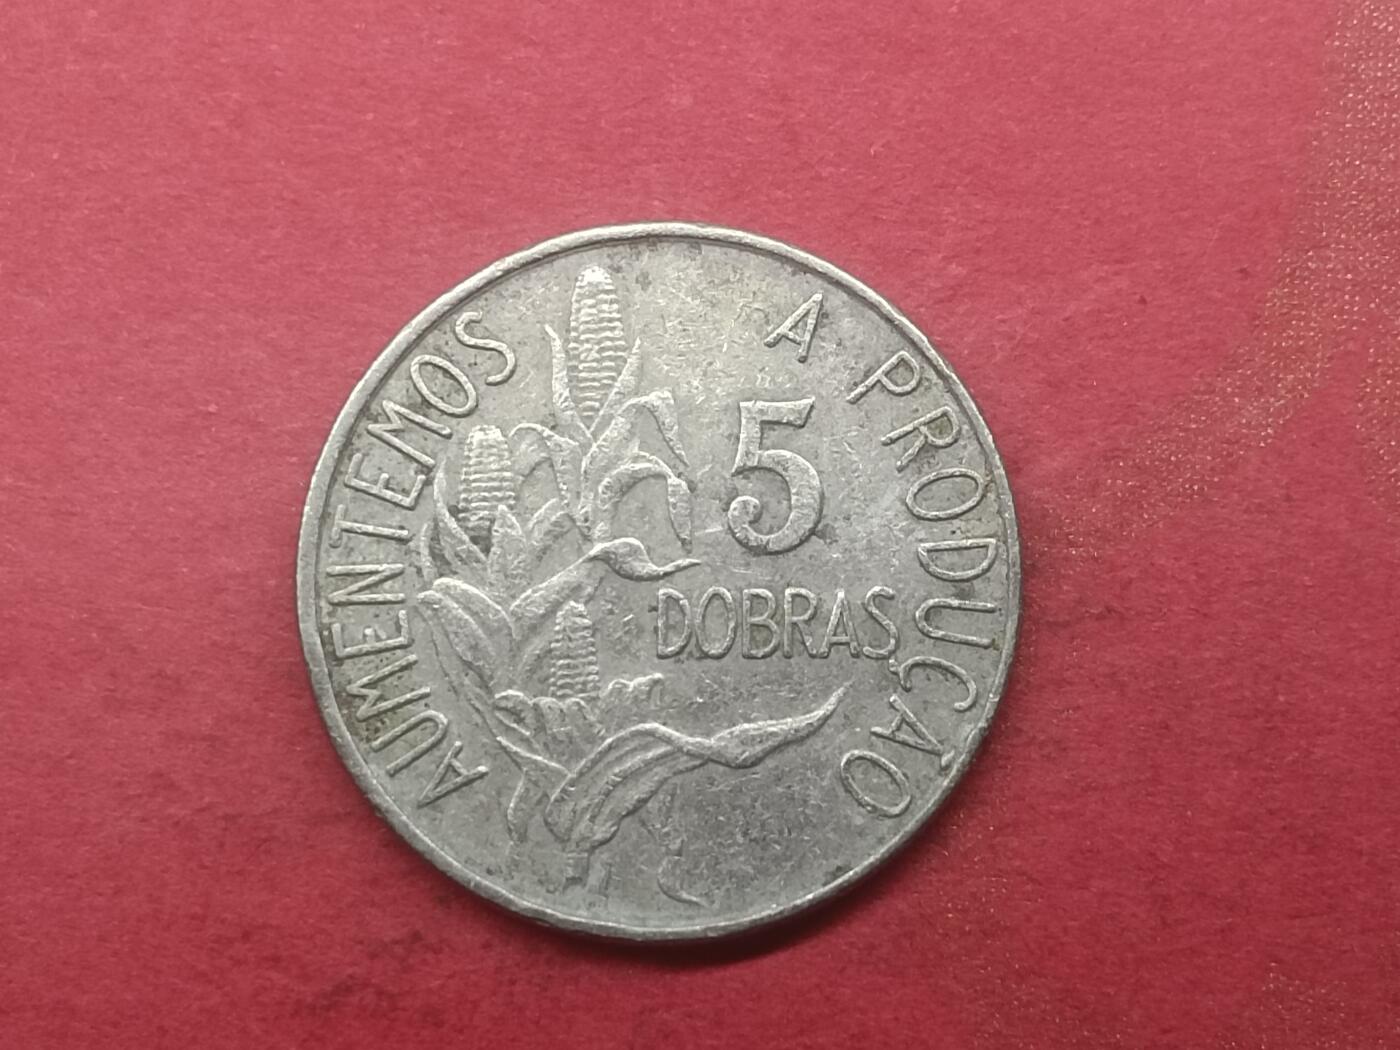 AUMENTEMOS A PRODUÇÃO
5
DOBRAS